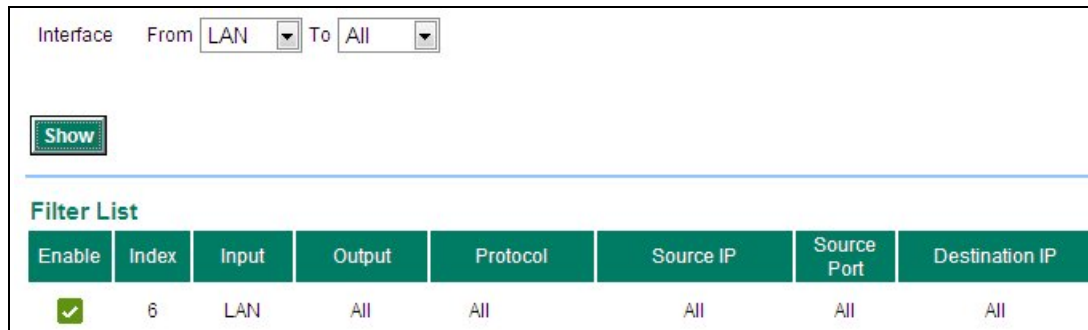 Interface From LAN To All
Show
Filter List
Enable Index Input Output Protocol Source IP Source Port Destination IP
6 LAN All All All All All